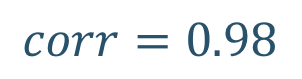 corr = 0.98